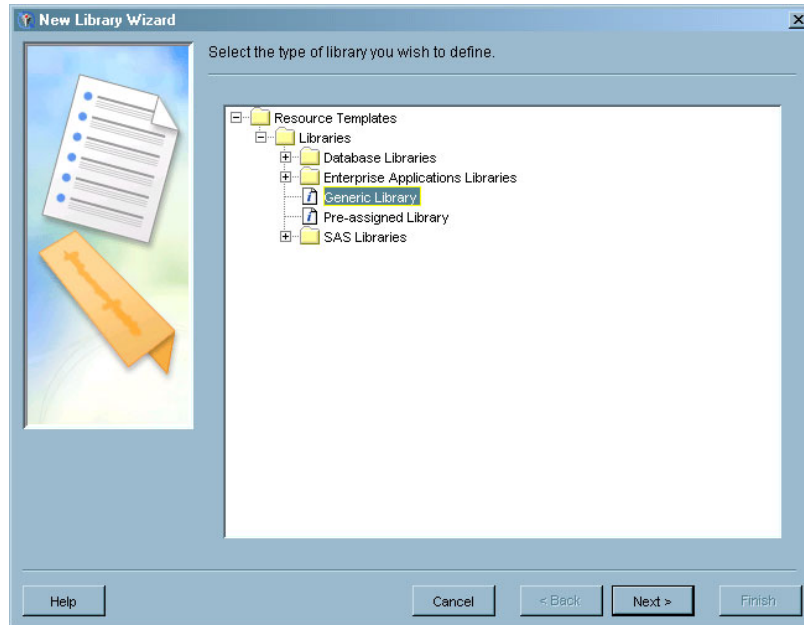 New Library Wizard
Select the type of library you wish to define.
Resource Templates
Libraries
Database Libraries
Enterprise Applications Libraries
Generic Library
Pre-assigned Library
SAS Libraries
Help Cancel < Back Next > Finish